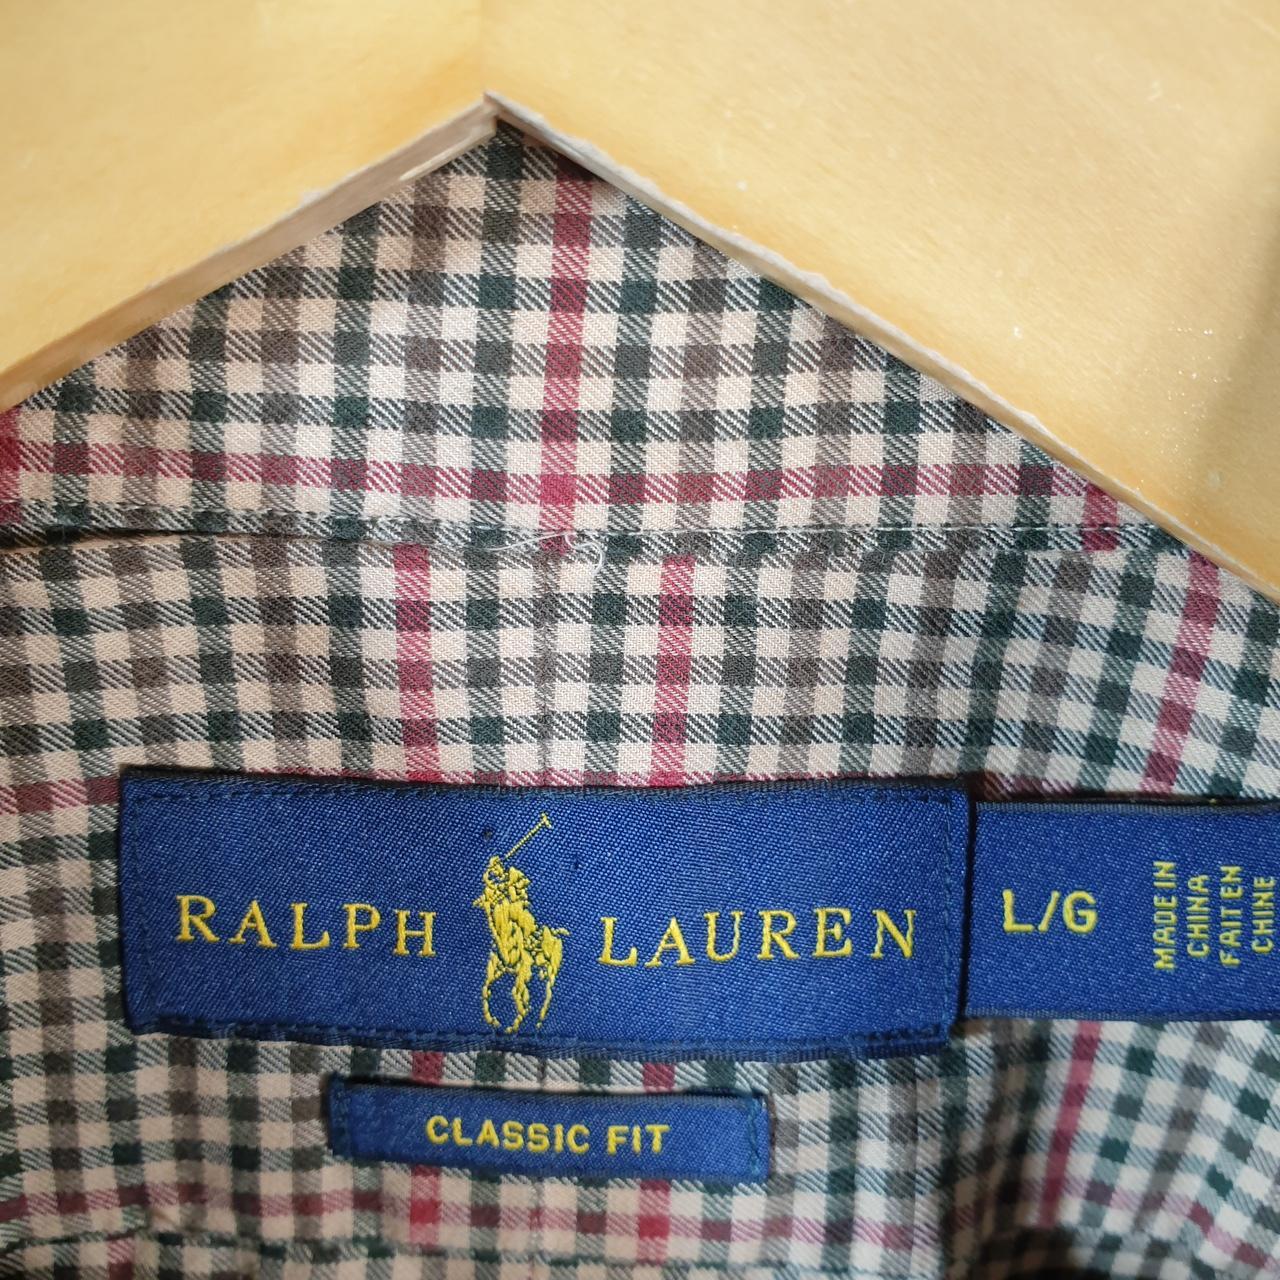 RALPH LAUREN
L/G
MADE IN
CHINA
FAIT EN
CHINE
CLASSIC FIT